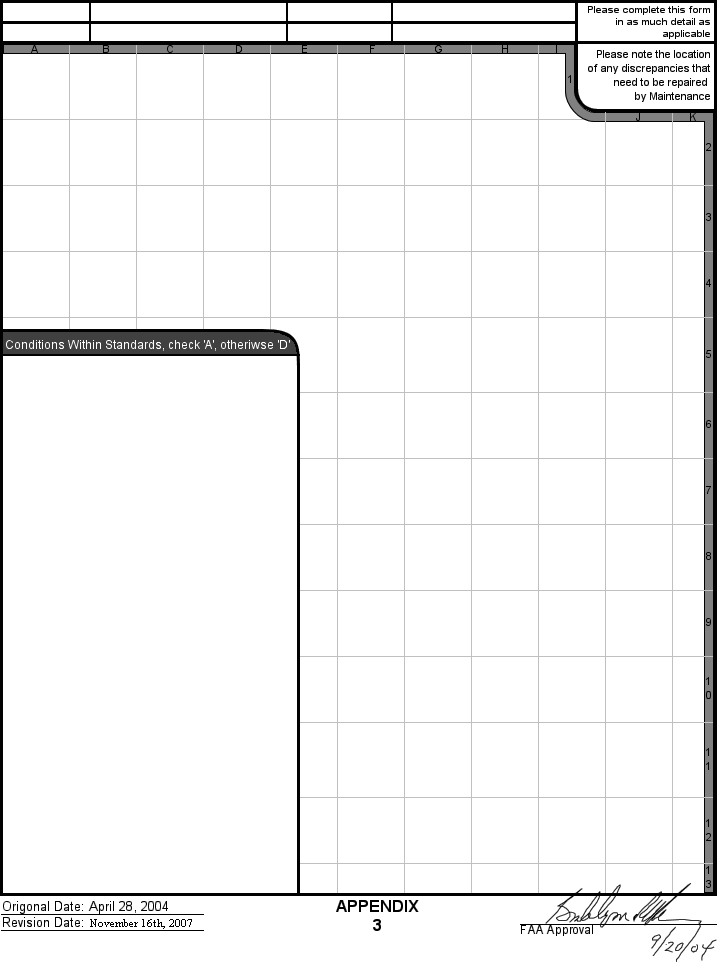 Please complete this form
in as much detail as
applicable
A B C D E F G H I
Please note the location
of any discrepancies that
need to be repaired
by Maintenance
1
J K
2
3
4
Conditions Within Standards, check 'A', otheriwse 'D'
5
6
7
8
9
10
11
12
13
Origonal Date: April 28, 2004
Revision Date: November 16th, 2007
APPENDIX
3
FAA Approval
9/20/04